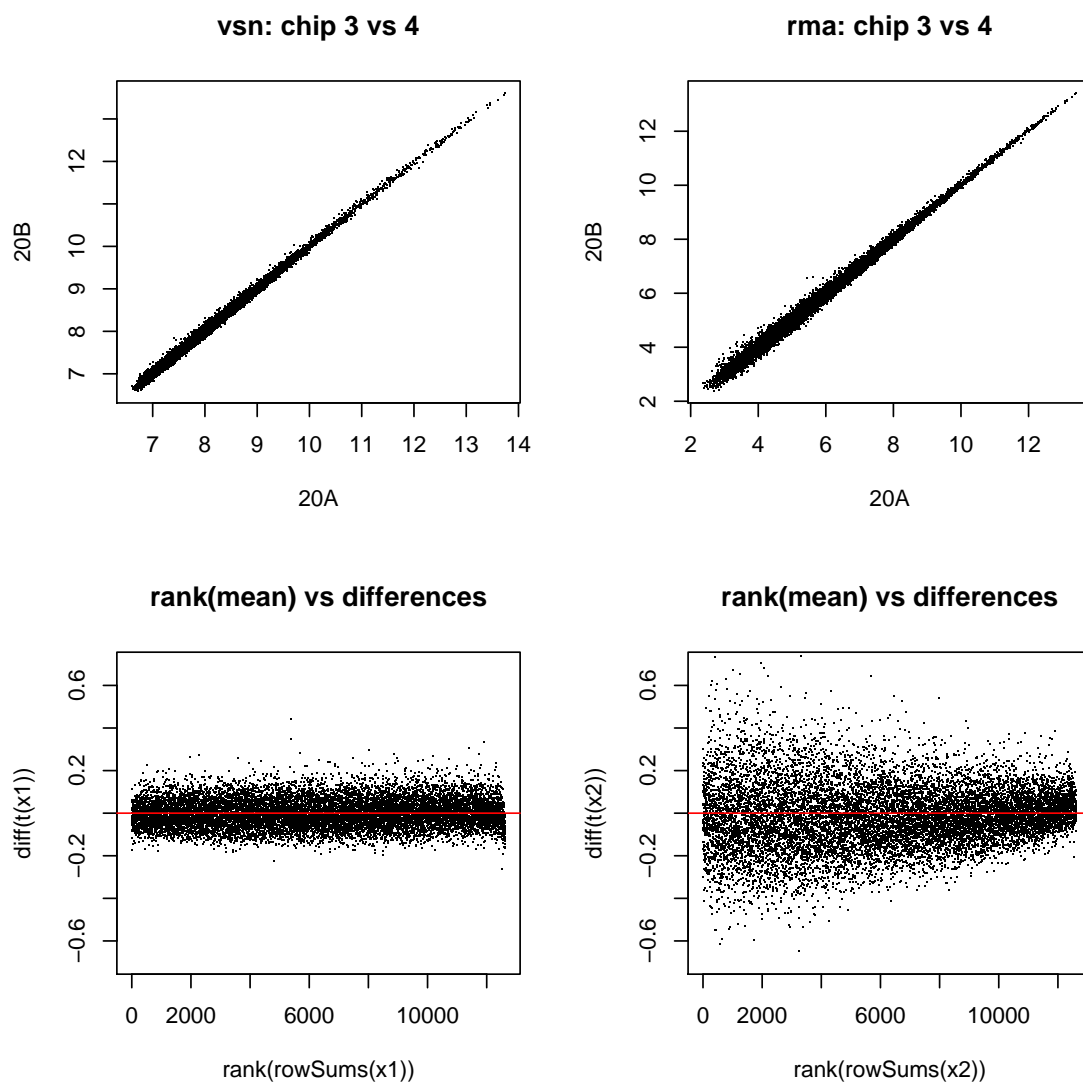 vsn: chip 3 vs 4
20B
7 8 9 10 12
7 8 9 10 11 12 13 14
20A
rma: chip 3 vs 4
20B
2 4 6 8 10 12
2 4 6 8 10 12
20A
rank(mean) vs differences
diff(t(x1))
−0.6 −0.2 0.2 0.6
0 2000 6000 10000
rank(rowSums(x1))
rank(mean) vs differences
diff(t(x2))
−0.6 −0.2 0.2 0.6
0 2000 6000 10000
rank(rowSums(x2))